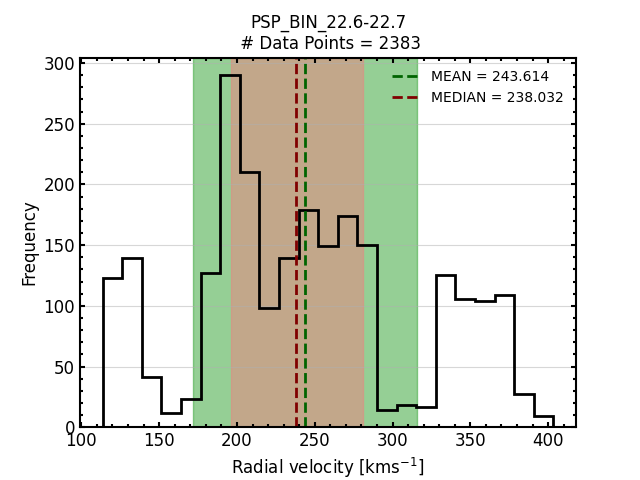 PSP_BIN_22.6-22.7
# Data Points = 2383
MEAN = 243.614
MEDIAN = 238.032
Frequency
300
250
200
150
100
50
0
100 150 200 250 300 350 400
Radial velocity [kms⁻¹]